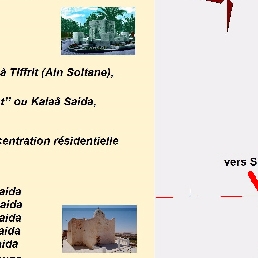 à Tiffrit (Ain Soltane),
t" ou Kalaâ Saida,
centration résidentielle
vers S
aida
aida
aida
aida
aida